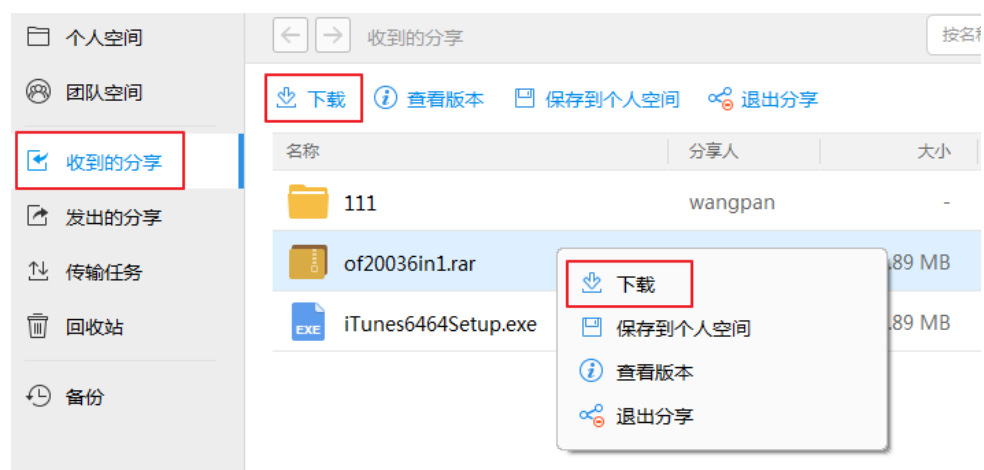 个人空间
团队空间
收到的分享
发出的分享
传输任务
回收站
备份
收到的分享
下载 查看版本 保存到个人空间 退出分享
名称 分享人 大小
111 wangpan -
of20036in1.rar .89 MB
EXE iTunes6464Setup.exe .89 MB
下载
保存到个人空间
查看版本
退出分享